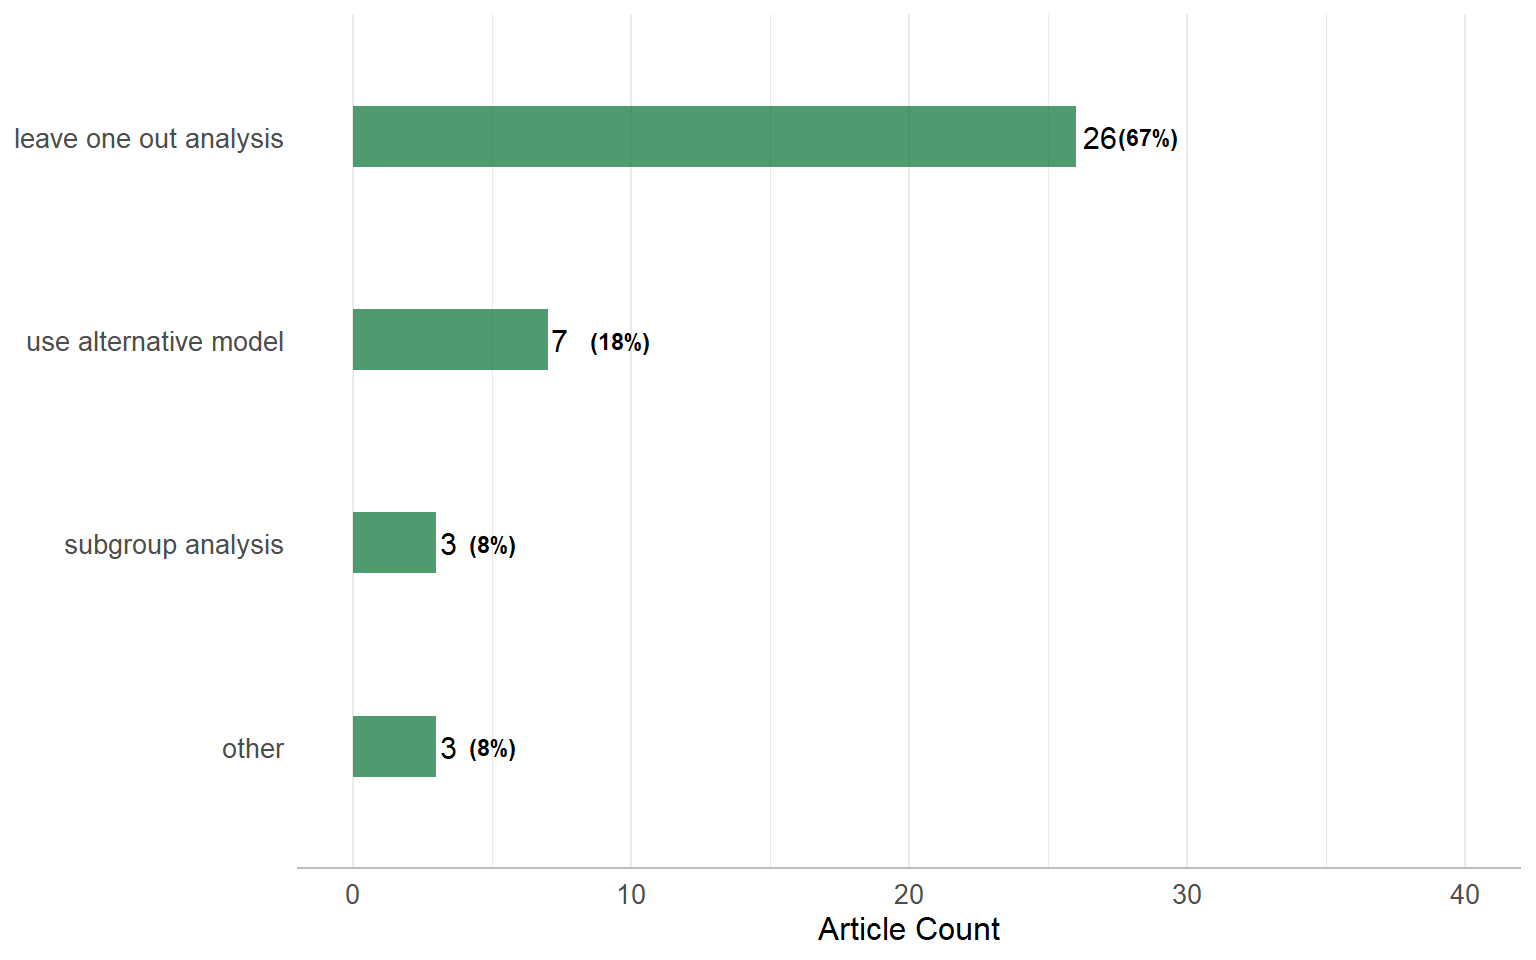 leave one out analysis 26(67%)
use alternative model 7 (18%)
subgroup analysis 3 (8%)
other 3 (8%)
0 10 20 30 40
Article Count